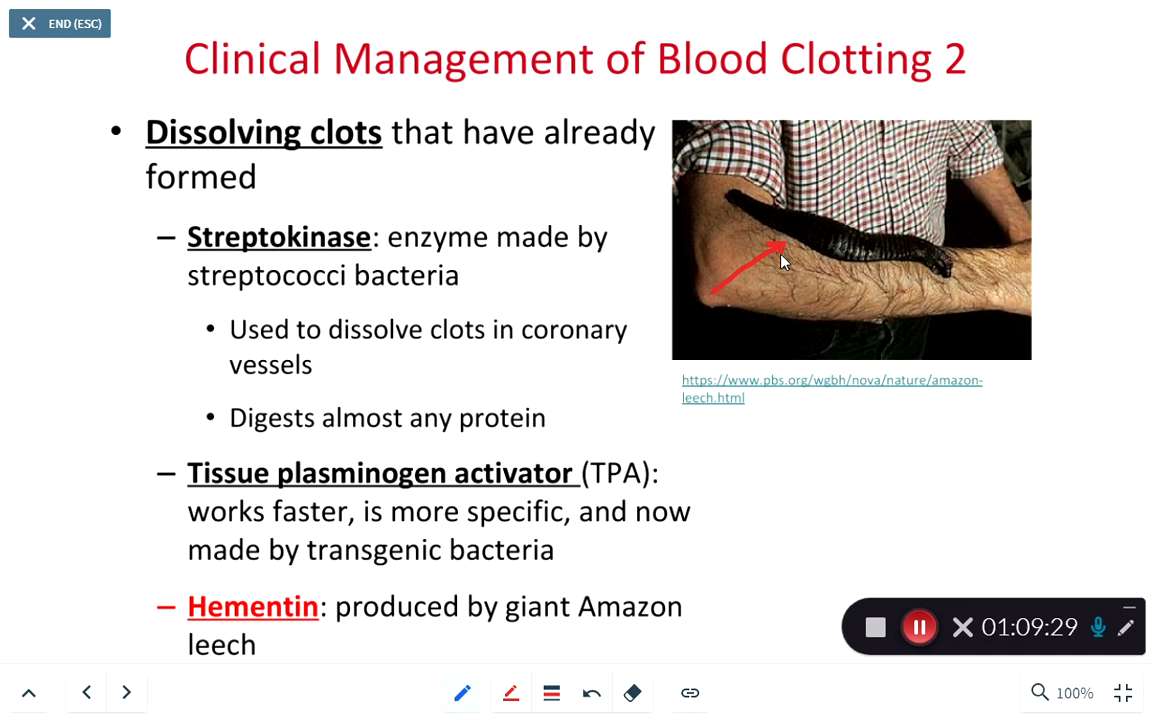 END (ESC)
Clinical Management of Blood Clotting 2
• Dissolving clots that have already
formed
– Streptokinase: enzyme made by
streptococci bacteria
• Used to dissolve clots in coronary
vessels
• Digests almost any protein
– Tissue plasminogen activator (TPA):
works faster, is more specific, and now
made by transgenic bacteria
– Hementin: produced by giant Amazon
leech
https://www.pbs.org/wgbh/nova/nature/amazon-
leech.html
01:09:29
100%